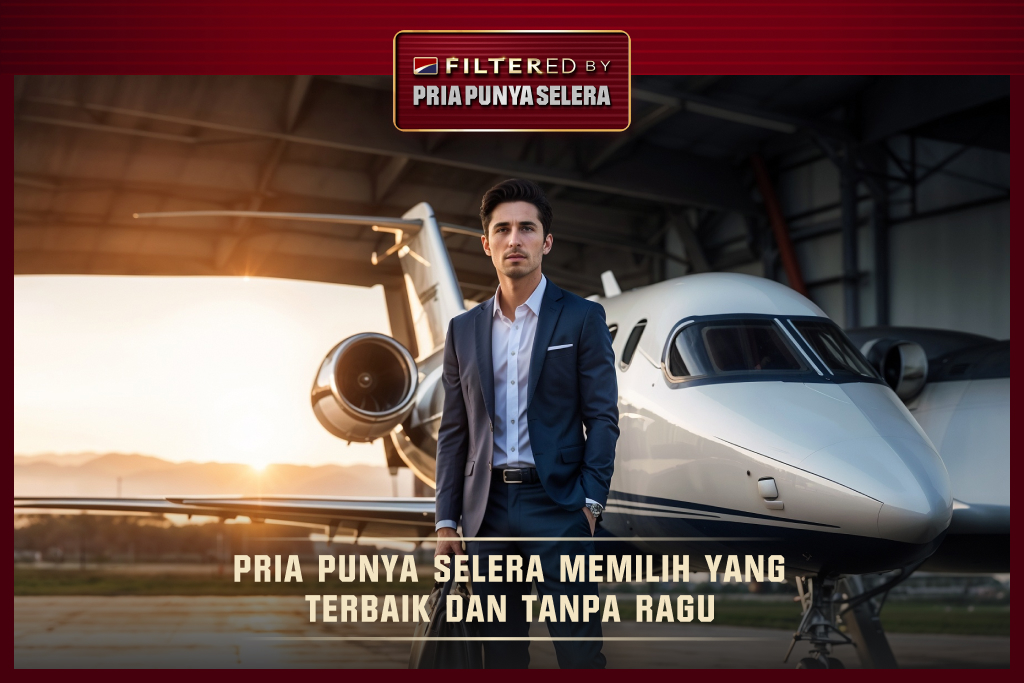 FILTERED BY
PRIA PUNYA SELERA
PRIA PUNYA SELERA MEMILIH YANG
TERBAIK DAN TANPA RAGU